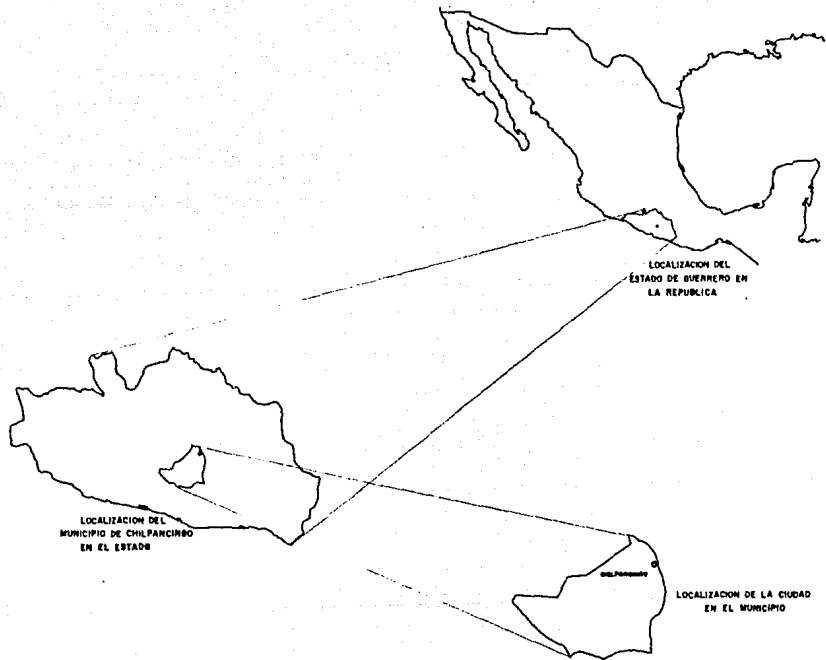 LOCALIZACION DEL
ESTADO DE GUERRERO EN
LA REPUBLICA
LOCALIZACION DEL
MUNICIPIO DE CHILPANCINGO
EN EL ESTADO
CHILPANCINGO
LOCALIZACION DE LA CIUDAD
EN EL MUNICIPIO